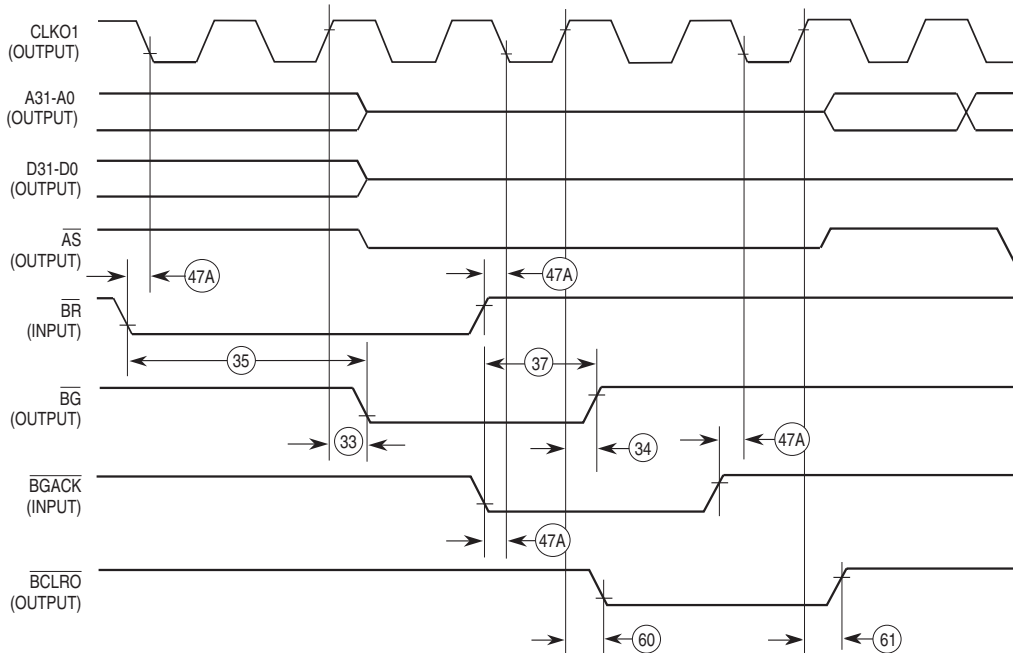 CLKO1
(OUTPUT)
A31-A0
(OUTPUT)
D31-D0
(OUTPUT)
AS
(OUTPUT)
47A
47A
BR
(INPUT)
35
37
BG
(OUTPUT)
33
34
47A
BGACK
(INPUT)
47A
BCLRO
(OUTPUT)
60
61